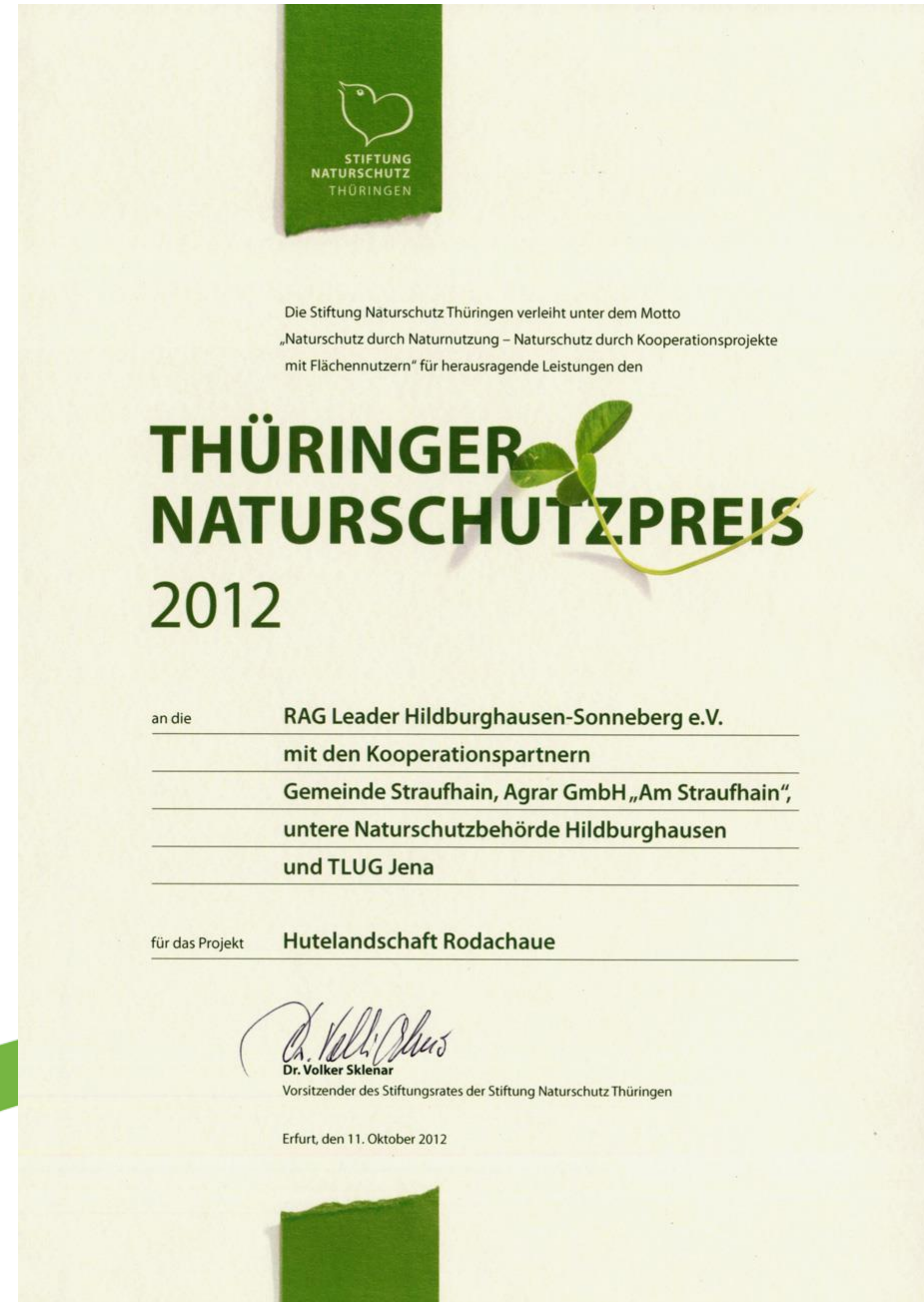 STIFTUNG
NATURSCHUTZ
THÜRINGEN
Die Stiftung Naturschutz Thüringen verleiht unter dem Motto
„Naturschutz durch Naturnutzung – Naturschutz durch Kooperationsprojekte
mit Flächennutzern“ für herausragende Leistungen den
THÜRINGER
NATURSCHUTZPREIS
2012
an die RAG Leader Hildburghausen-Sonneberg e.V.
mit den Kooperationspartnern
Gemeinde Straufhain, Agrar GmbH „Am Straufhain“,
untere Naturschutzbehörde Hildburghausen
und TLUG Jena
für das Projekt Hutelandschaft Rodachaue
Dr. Volker Sklenar
Vorsitzender des Stiftungsrates der Stiftung Naturschutz Thüringen
Erfurt, den 11. Oktober 2012